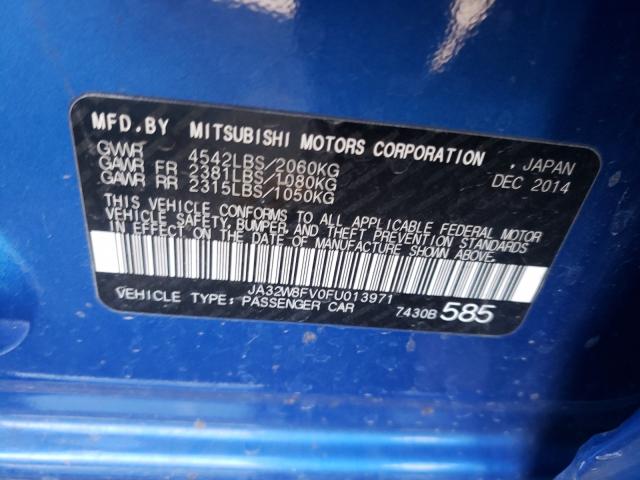 MFD.BY MITSUBISHI MOTORS CORPORATION
GVWR 4542LBS/2060KG , JAPAN
GAWR FR 2381LBS/1080KG DEC 2014
GAWR RR 2315LBS/1050KG
THIS VEHICLE CONFORMS TO ALL APPLICABLE FEDERAL MOTOR
VEHICLE SAFETY, BUMPER, AND THEFT PREVENTION STANDARDS
IN EFFECT ON THE DATE OF MANUFACTURE SHOWN ABOVE.
JA32W8FV0FU013971
VEHICLE TYPE: PASSENGER CAR 7430B 585